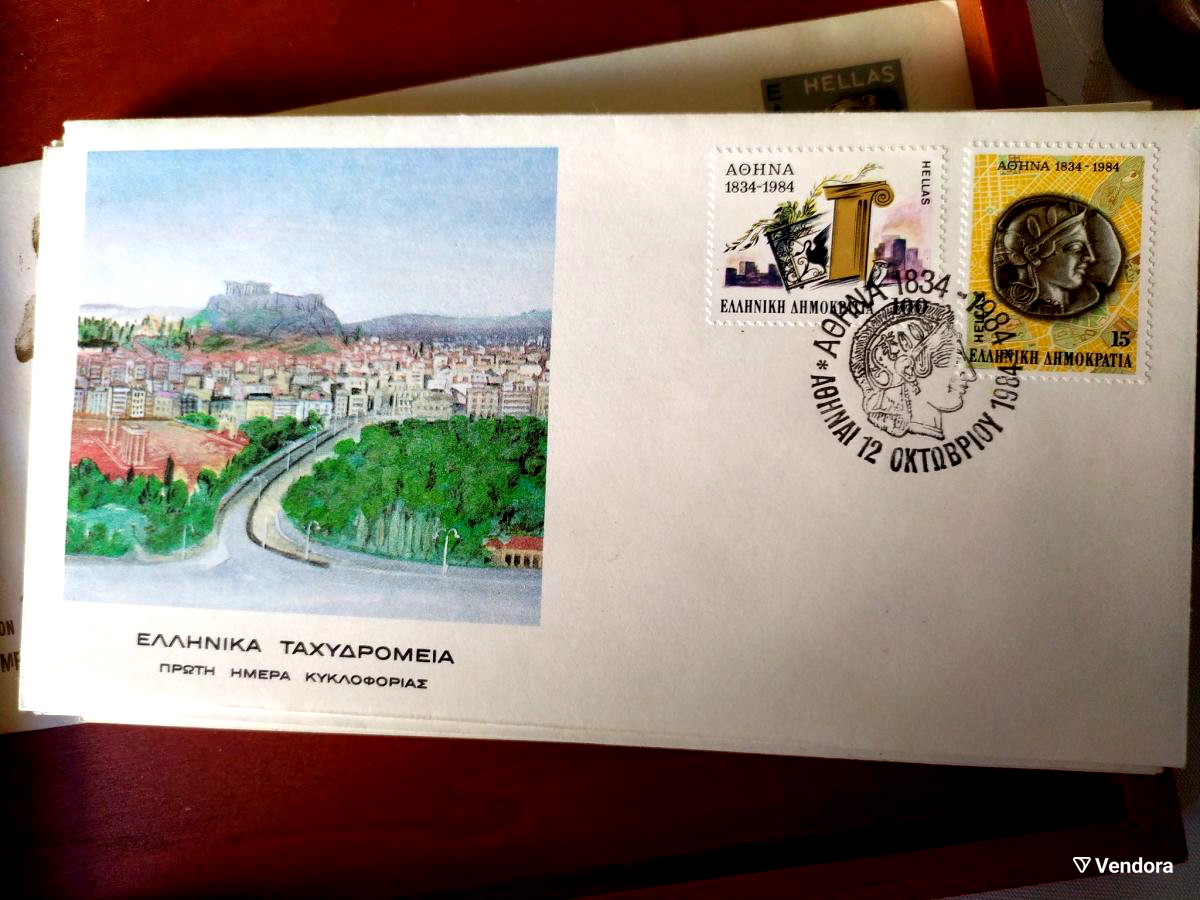 HELLAS
ΑΘΗΝΑ
1834-1984
HELLAS
ΕΛΛΗΝΙΚΗ ΔΗΜΟΚΡΑΤΙΑ 100
ΑΘΗΝΑ 1834-1984
HELLAS
15
ΕΛΛΗΝΙΚΗ ΔΗΜΟΚΡΑΤΙΑ
* ΑΘΗΝΑ 1834 - 1984
ΑΘΗΝΑΙ 12 ΟΚΤΩΒΡΙΟΥ 1984
ΕΛΛΗΝΙΚΑ ΤΑΧΥΔΡΟΜΕΙΑ
ΠΡΩΤΗ ΗΜΕΡΑ ΚΥΚΛΟΦΟΡΙΑΣ
Vendora